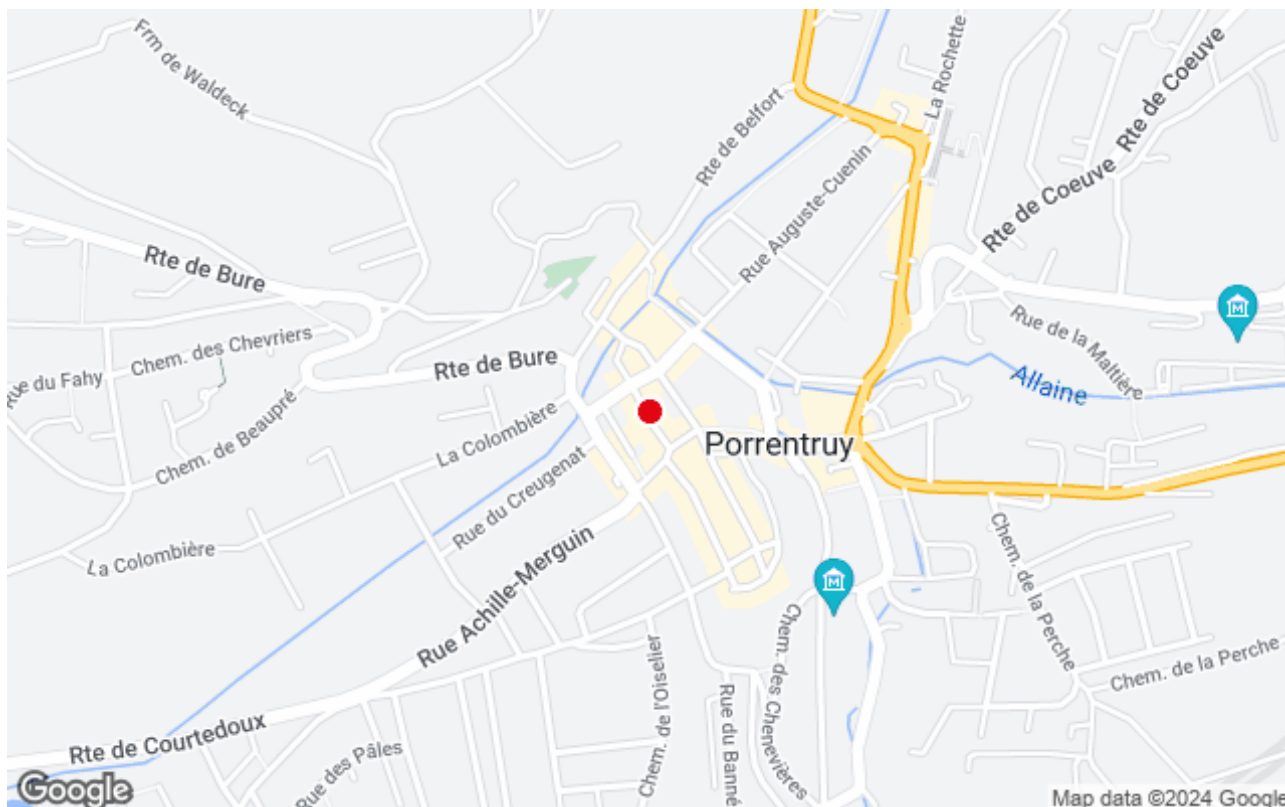 Frm de Waldeck
La Rochette
Rte de Coeuve
Rte de Belfort
Rue Auguste-Cuenin
Rte de Coeuve
Rte de Bure
Rue de la Maltière
Chem. des Chevriers
Rte de Bure
Rue du Fahy
Allaine
Chem. de Beaupré
La Colombière
Porrentruy
Rue du Creugenat
La Colombière
Chem. de la Perche
Rue Achille-Merguin
Chem. des Chenevières
Chem. de l'Oiselier
Chem. de la Perche
Rue du Banné
Rte de Courtedoux
Rue des Pâles
Google
Map data ©2024 Google